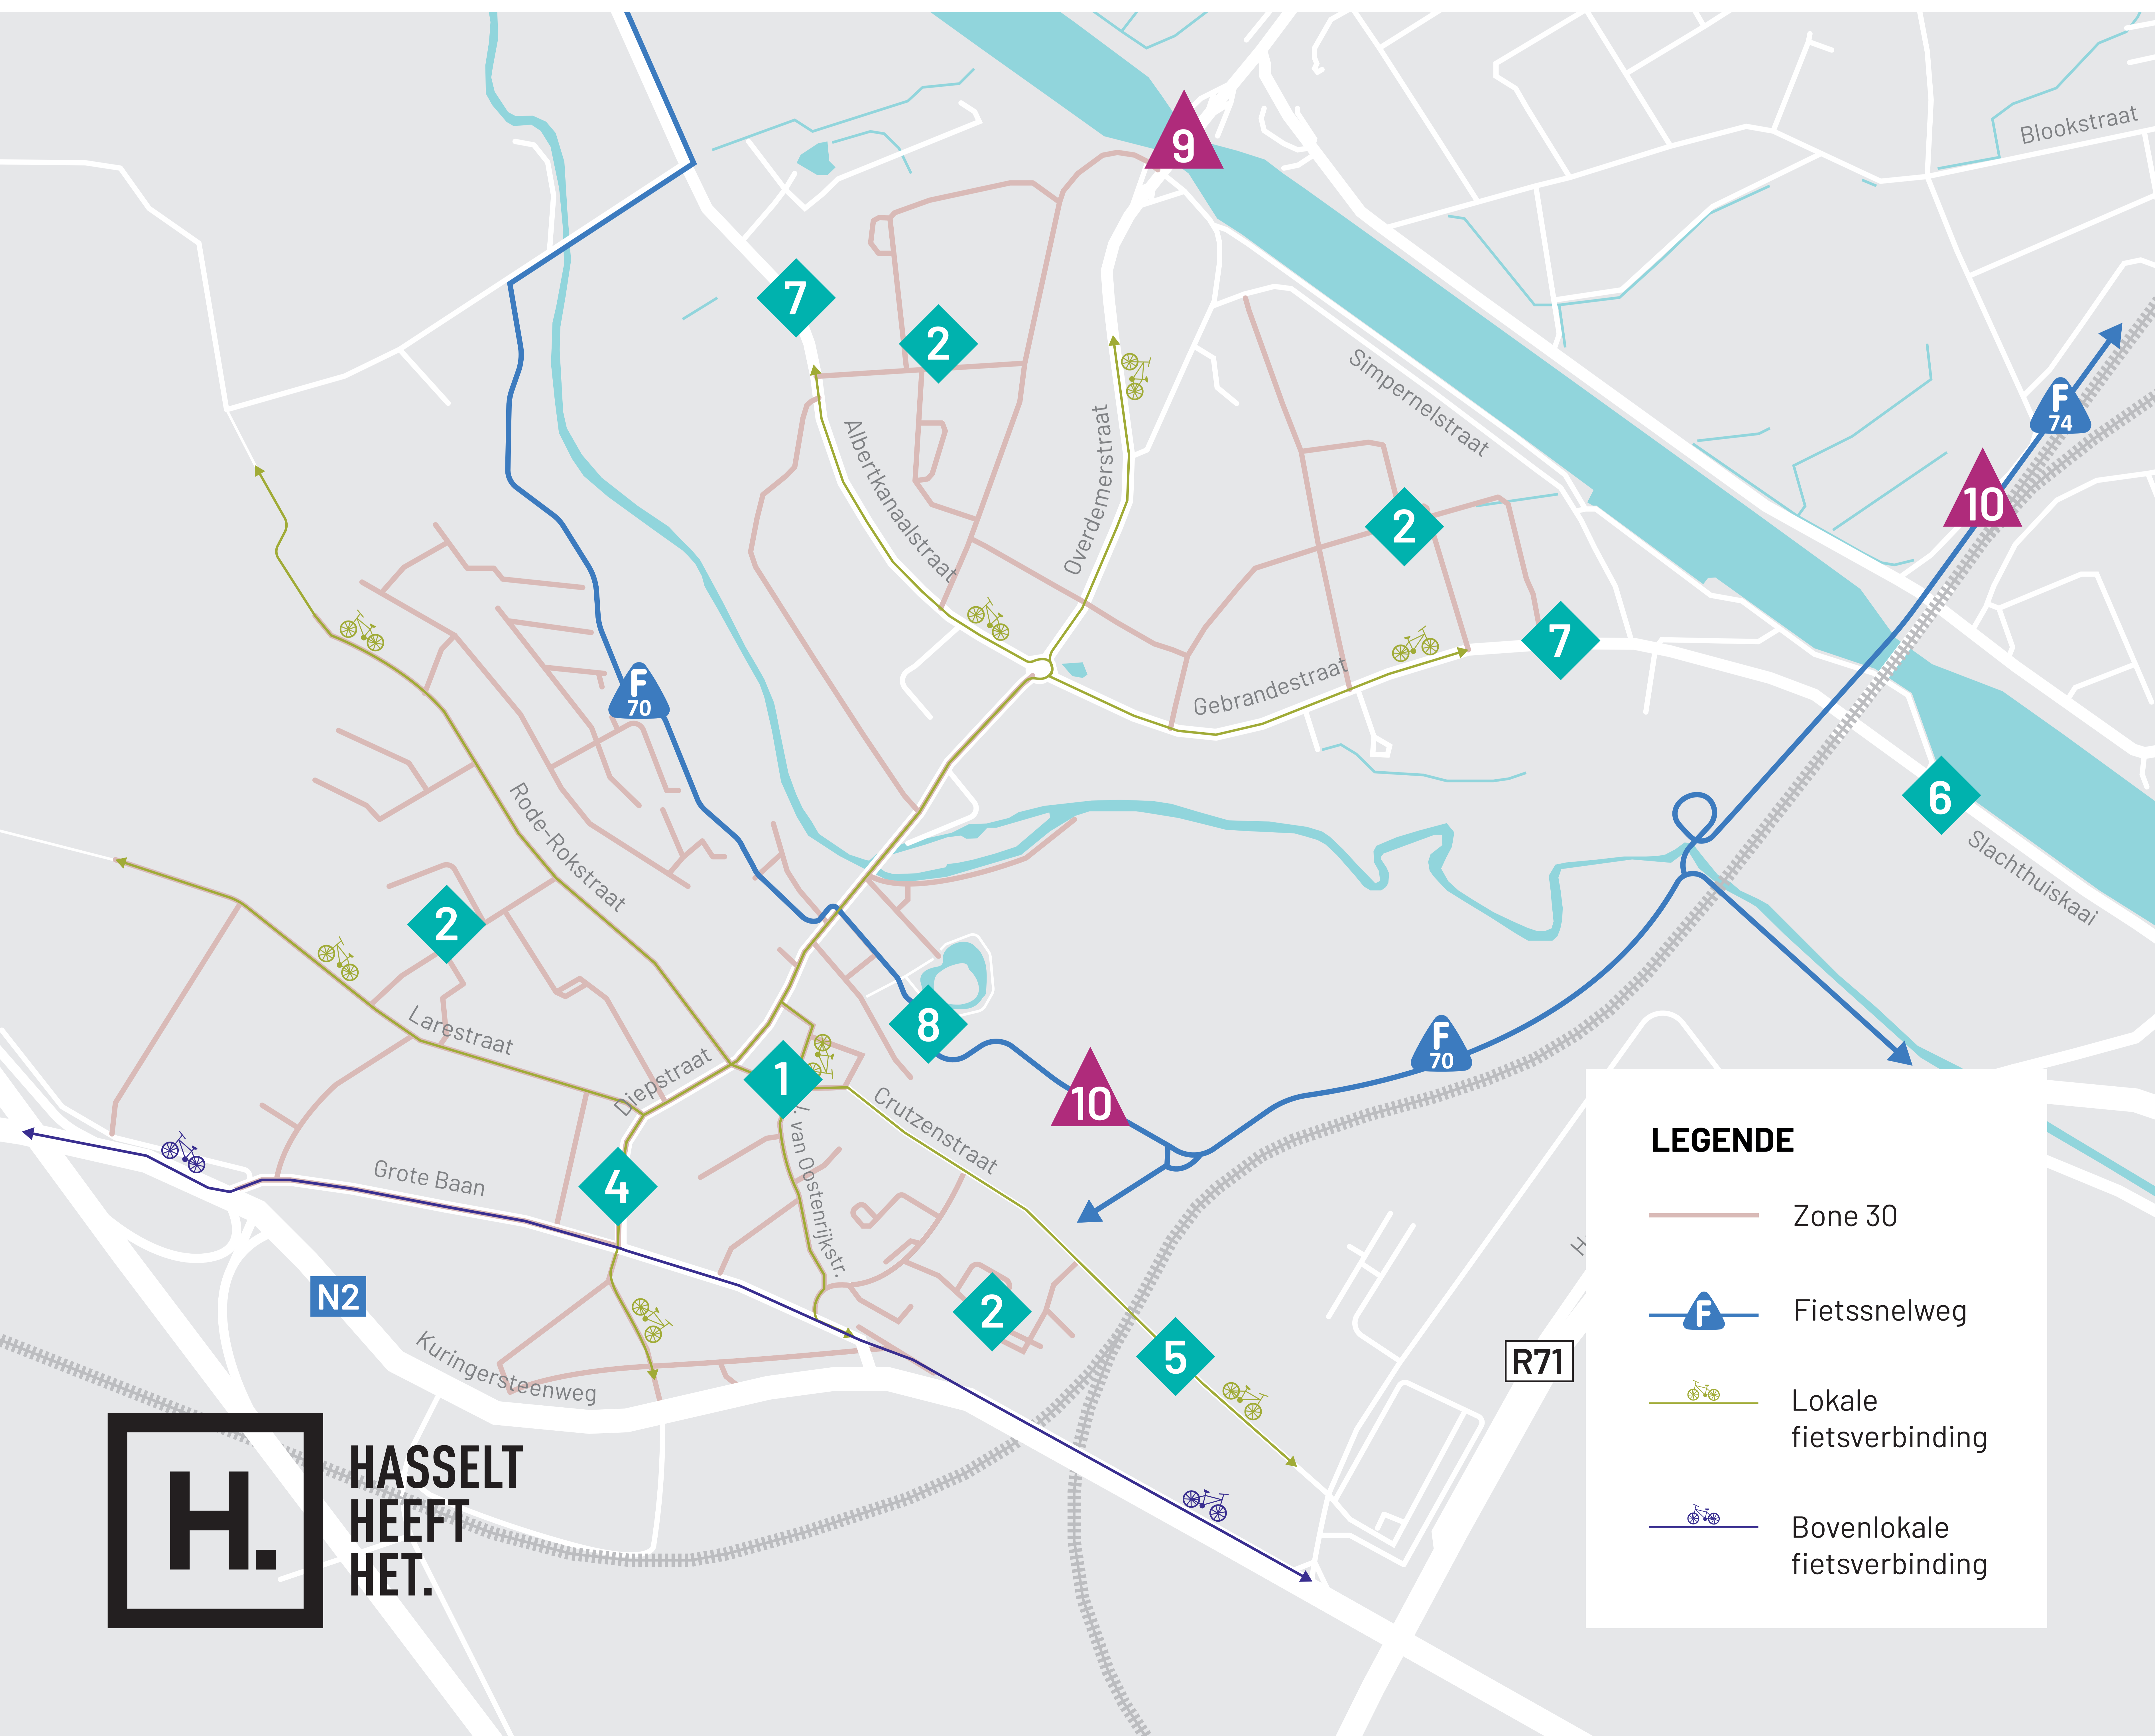 Blookstraat
9
7
2
Simpernelstraat
F
74
Albertkanaalstraat
Overdemerstraat
10
2
7
F
70
Gebrandestraat
6
Rode-Rokstraat
Slachthuiskaai
2
8
Larestraat
Diepstraat
1
F
70
10
Crutzenstraat
van Oostenrijkstr.
Grote Baan
4
H
N2
2
Kuringersteenweg
5
R71
LEGENDE
Zone 30
F
Fietssnelweg
Lokale
fietsverbinding
Bovenlokale
fietsverbinding
H.
HASSELT
HEEFT
HET.